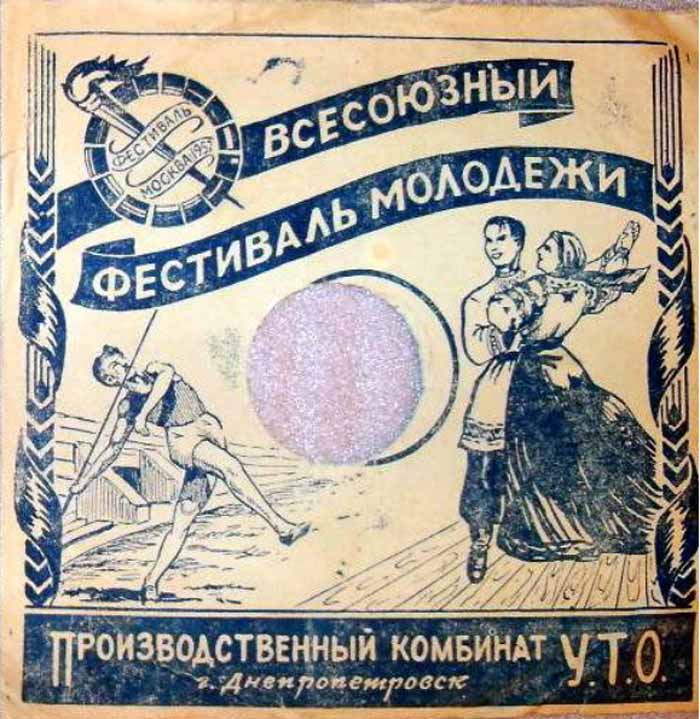 ФЕСТИВАЛЬ
МОСКВА 1957
ВСЕСОЮЗНЫЙ
ФЕСТИВАЛЬ МОЛОДЕЖИ
ПРОИЗВОДСТВЕННЫЙ КОМБИНАТ У.Т.О.
г. Днепропетровск